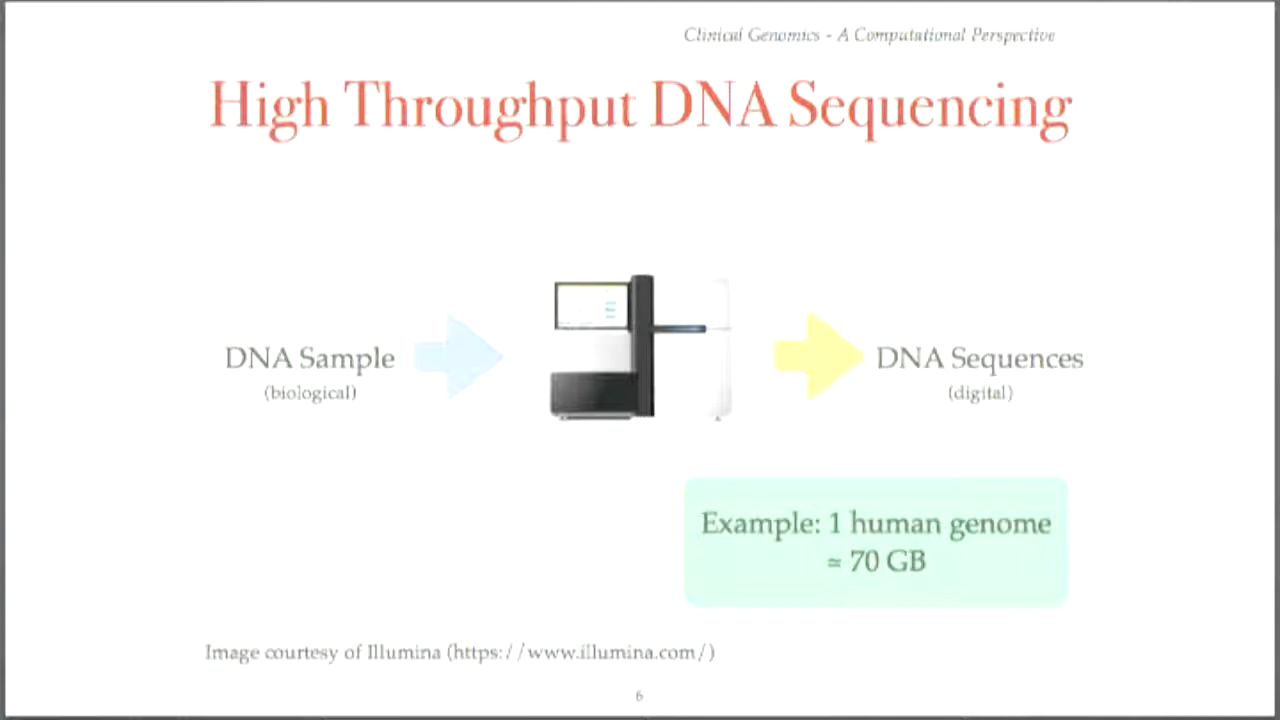 Clinical Genomics - A Computational Perspective
High Throughput DNA Sequencing
DNA Sample
(biological)
DNA Sequences
(digital)
Example: 1 human genome
≃ 70 GB
Image courtesy of Illumina (https://www.illumina.com/)
6